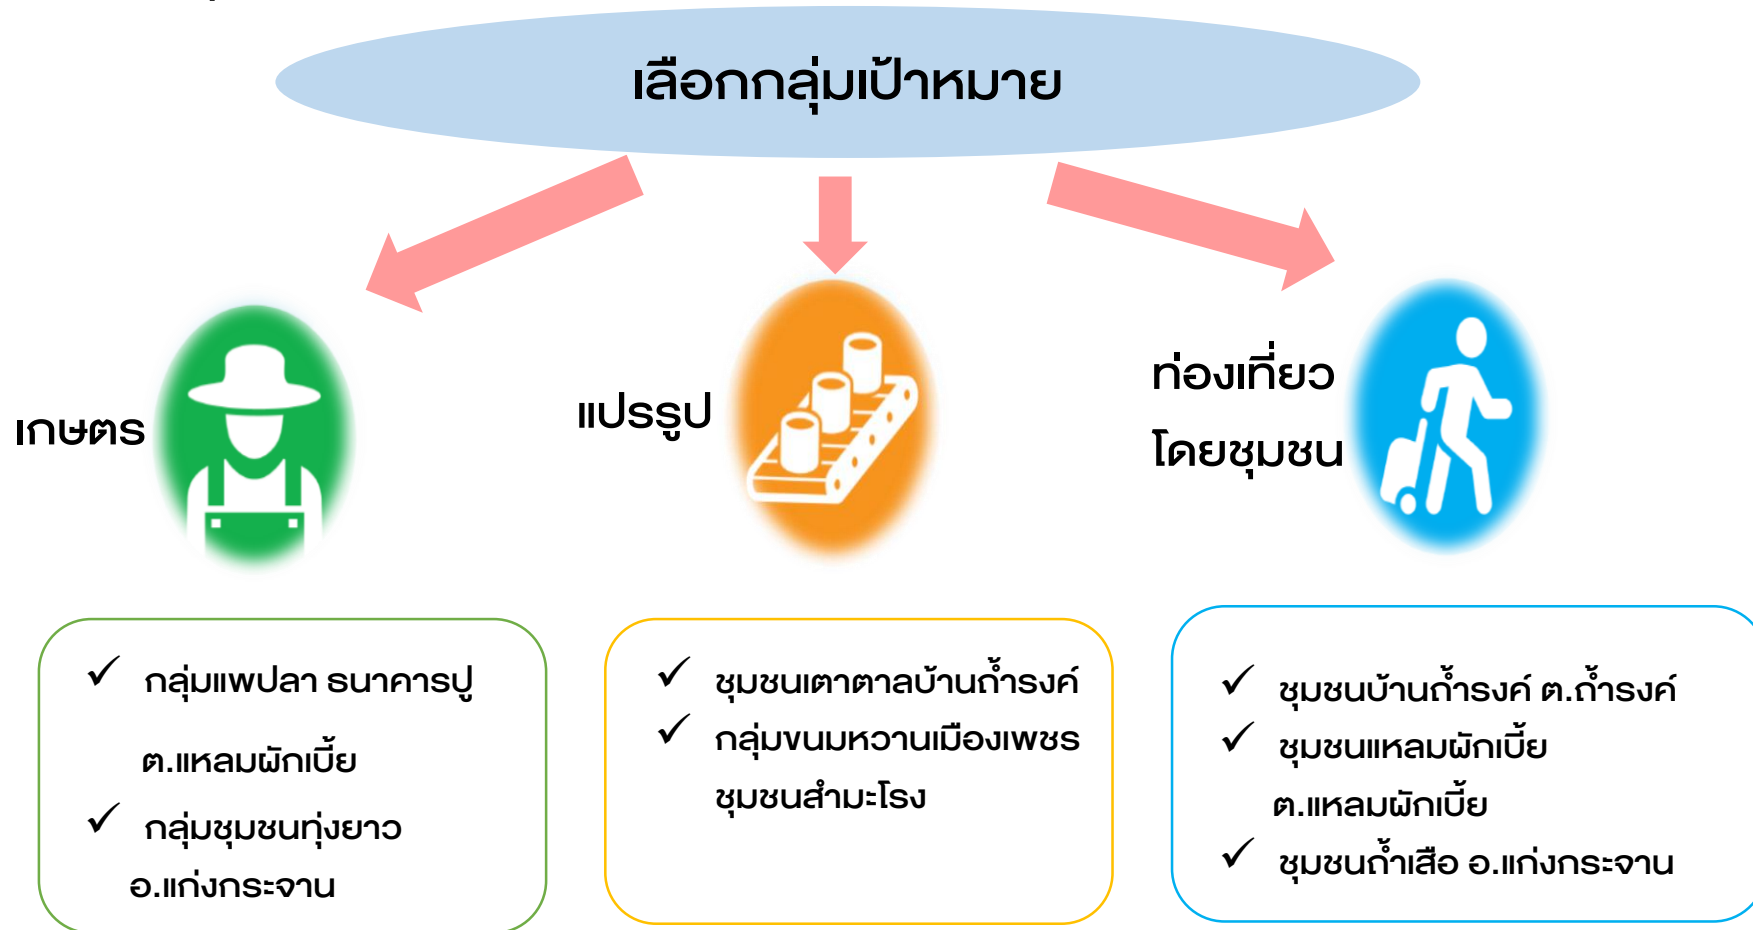 เลือกกลุ่มเป้าหมาย
เกษตร
แปรรูป
ท่องเที่ยว
โดยชุมชน
✓ กลุ่มแพปลา ธนาคารปู
ต.แหลมผักเบี้ย
✓ กลุ่มชุมชนทุ่งยาว
อ.แก่งกระจาน
✓ ชุมชนเตาตาลบ้านถ้ำรงค์
✓ กลุ่มขนมหวานเมืองเพชร
ชุมชนสำมะโรง
✓ ชุมชนบ้านถ้ำรงค์ ต.ถ้ำรงค์
✓ ชุมชนแหลมผักเบี้ย
ต.แหลมผักเบี้ย
✓ ชุมชนถ้ำเสือ อ.แก่งกระจาน